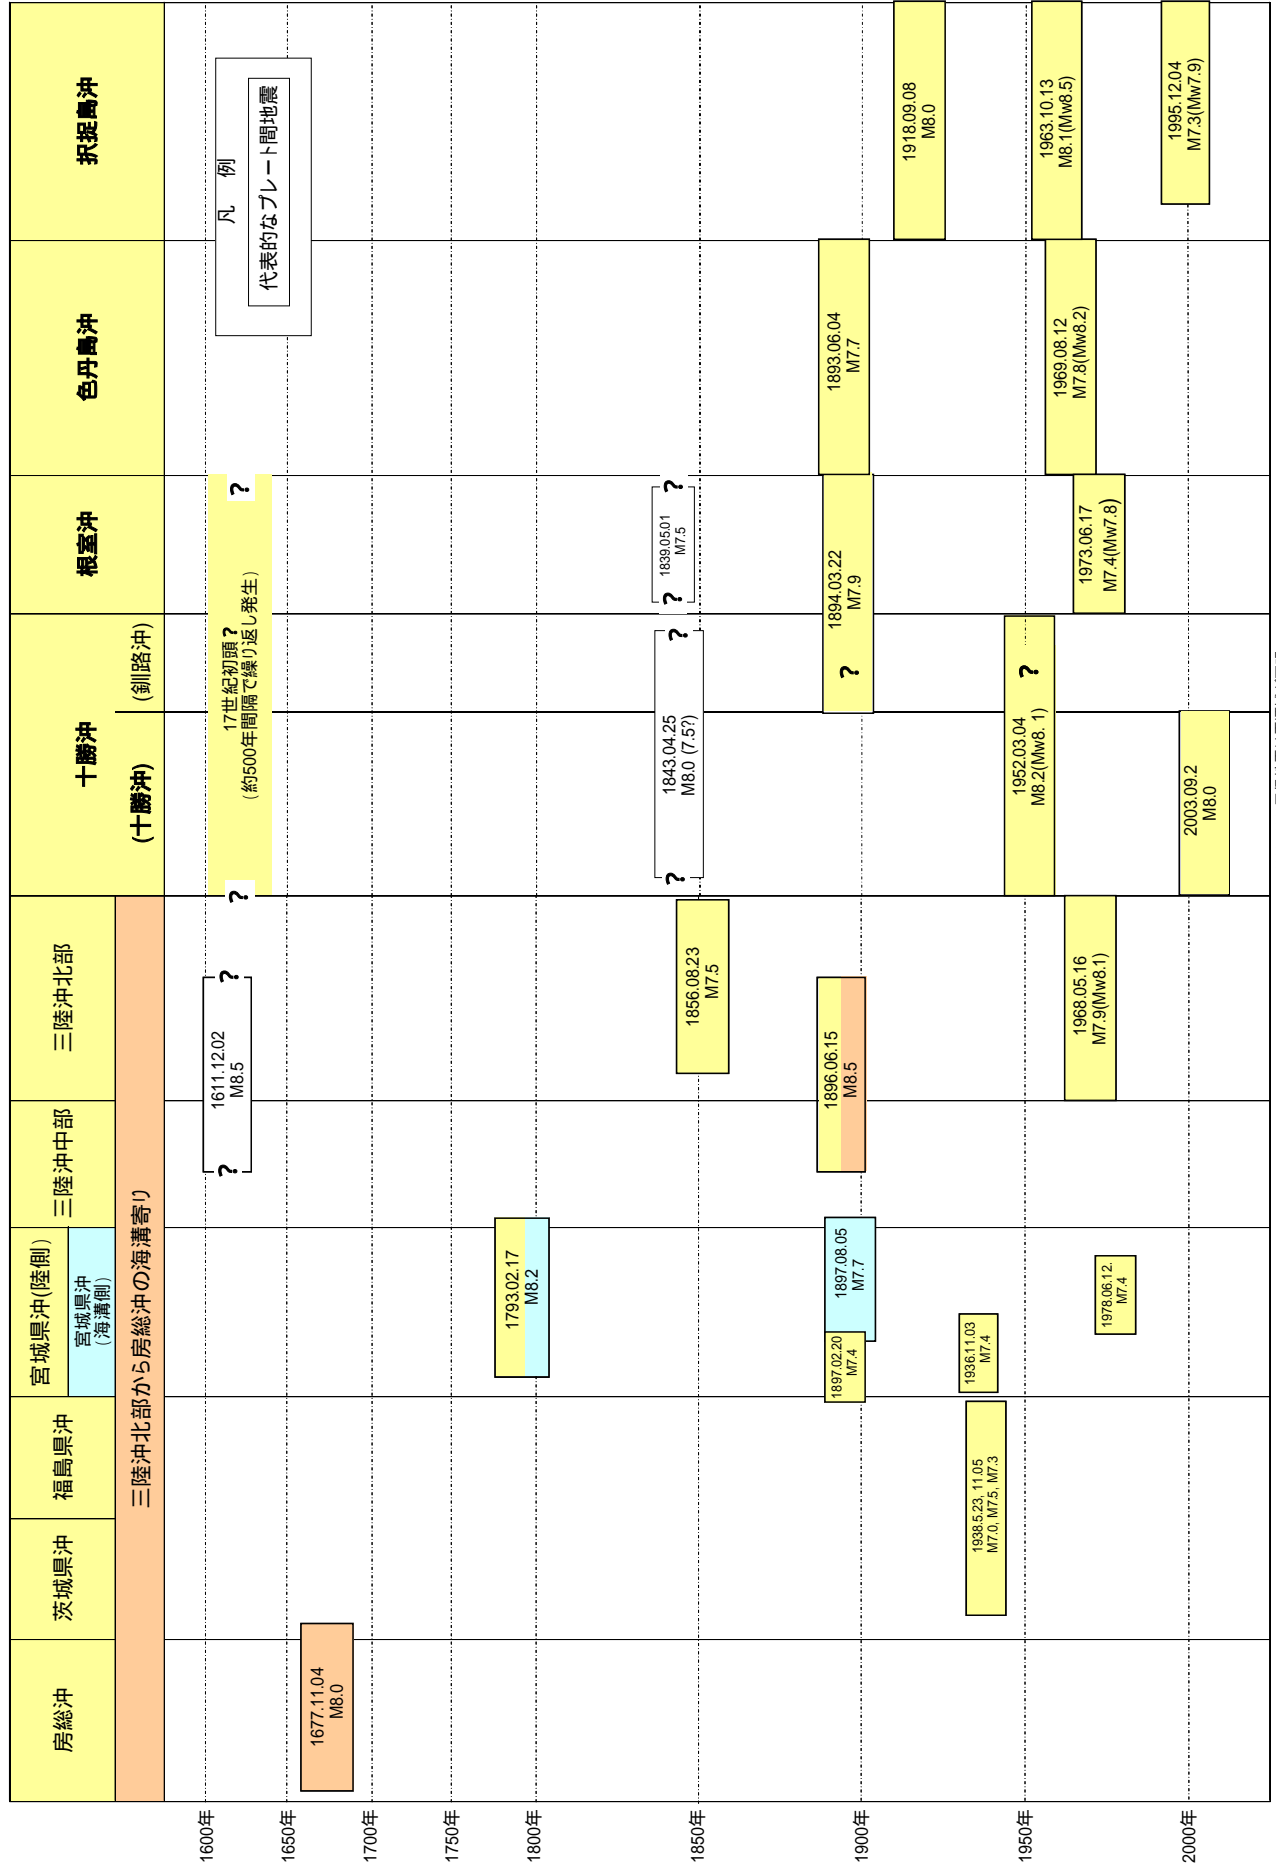 房総沖
茨城県沖
福島県沖
宮城県沖(陸側)
宮城県沖
(海溝側)
三陸沖中部
三陸沖北部
十勝沖
(十勝沖)
(釧路沖)
根室沖
色丹島沖
択捉島沖
三陸沖北部から房総沖の海溝寄り
凡 例
代表的なプレート間地震
1600年
1611.12.02
M8.5
?
?
17世紀初頭?
(約500年間隔で繰り返し発生)
?
?
1650年
1677.11.04
M8.0
1700年
1750年
1793.02.17
M8.2
1800年
1856.08.23
M7.5
1843.04.25
M8.0 (7.5?)
?
?
1839.05.01
M7.5
?
?
1850年
1897.02.20
M7.4
1897.08.05
M7.7
1896.06.15
M8.5
1894.03.22
M7.9
?
1893.06.04
M7.7
1900年
1918.09.08
M8.0
1938.5.23, 11.05
M7.0, M7.5, M7.3
1936.11.03
M7.4
1952.03.04
M8.2(Mw8. 1)
?
1963.10.13
M8.1(Mw8.5)
1950年
1978.06.12.
M7.4
1968.05.16
M7.9(Mw8.1)
1973.06.17
M7.4(Mw7.8)
1969.08.12
M7.8(Mw8.2)
2003.09.2
M8.0
1995.12.04
M7.3(Mw7.9)
2000年